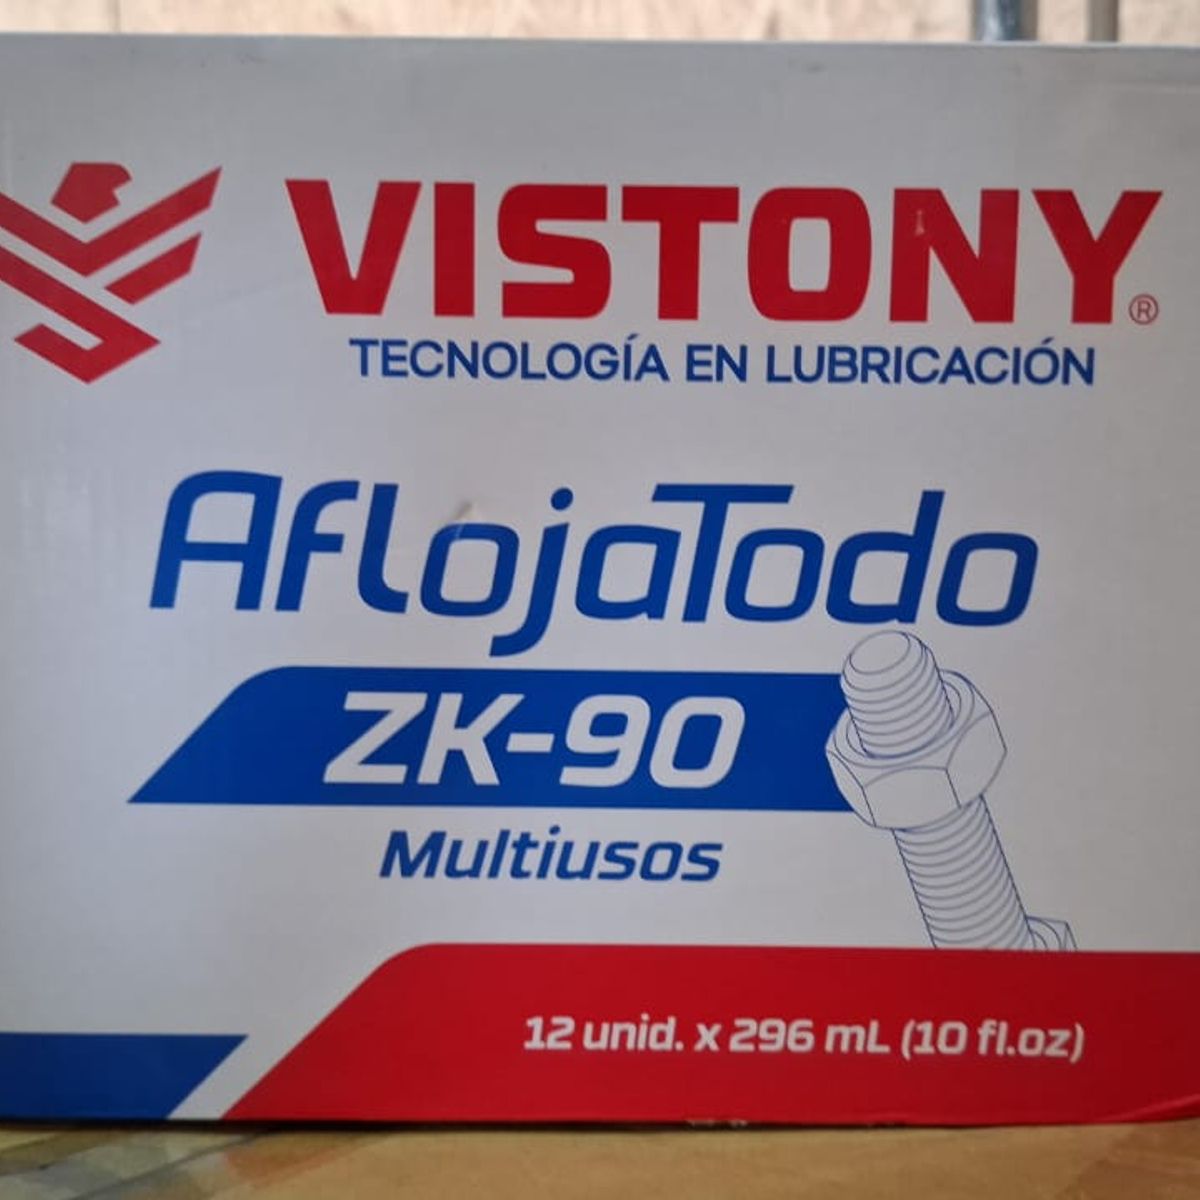 VISTONY®
TECNOLOGÍA EN LUBRICACIÓN
AflojaTodo
ZK-90
Multiusos
12 unid. x 296 mL (10 fl.oz)